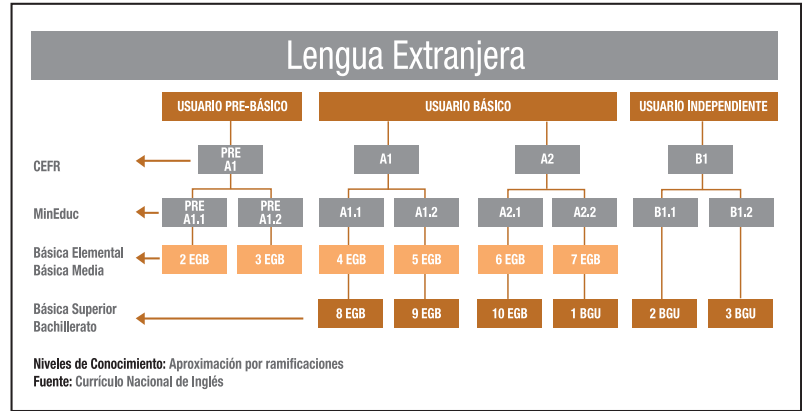 Lengua Extranjera
USUARIO PRE-BÁSICO USUARIO BÁSICO USUARIO INDEPENDIENTE
CEFR PRE A1 A1 A2 B1
MinEduc PRE A1.1 PRE A1.2 A1.1 A1.2 A2.1 A2.2 B1.1 B1.2
Básica Elemental
Básica Media
2 EGB 3 EGB 4 EGB 5 EGB 6 EGB 7 EGB
Básica Superior
Bachillerato
8 EGB 9 EGB 10 EGB 1 BGU 2 BGU 3 BGU
Niveles de Conocimiento: Aproximación por ramificaciones
Fuente: Currículo Nacional de Inglés